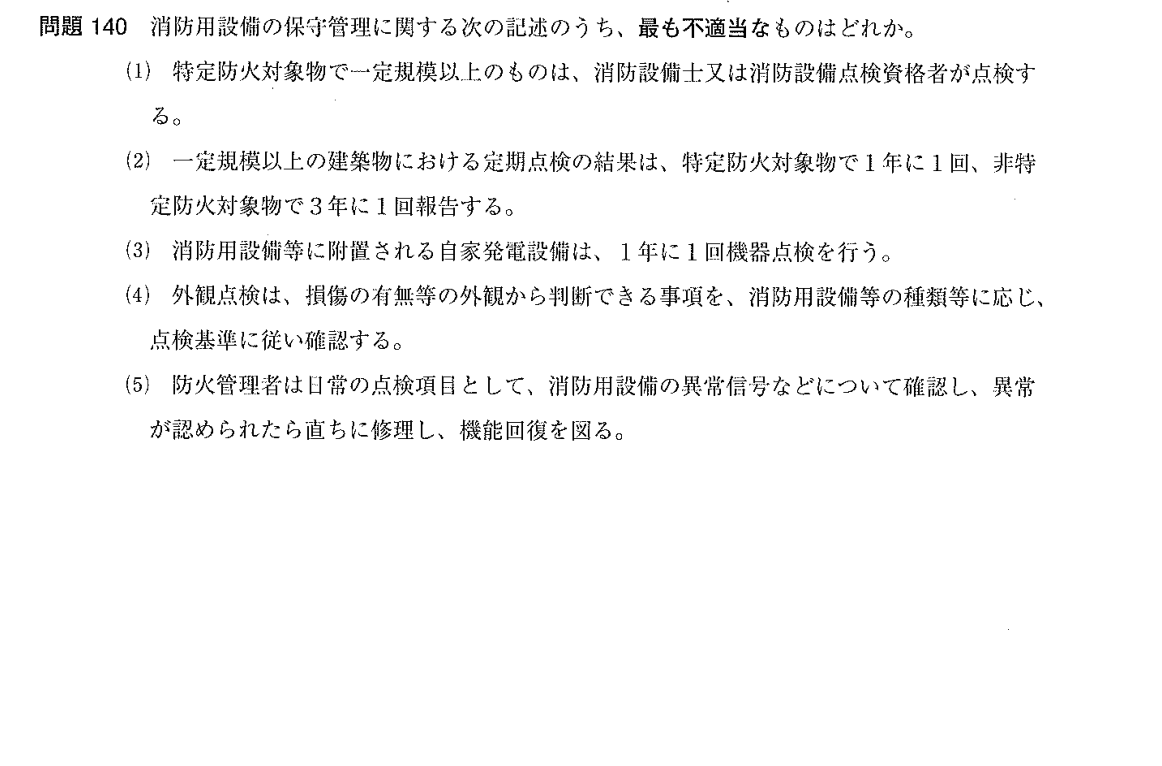 問題 140 消防用設備の保守管理に関する次の記述のうち、最も不適当なものはどれか。
(1) 特定防火対象物で一定規模以上のものは、消防設備士又は消防設備点検資格者が点検す
る。
(2) 一定規模以上の建築物における定期点検の結果は、特定防火対象物で1年に1回、非特
定防火対象物で3年に1回報告する。
(3) 消防用設備等に附置される自家発電設備は、1年に1回機器点検を行う。
(4) 外観点検は、損傷の有無等の外観から判断できる事項を、消防用設備等の種類等に応じ、
点検基準に従い確認する。
(5) 防火管理者は日常の点検項目として、消防用設備の異常信号などについて確認し、異常
が認められたら直ちに修理し、機能回復を図る。